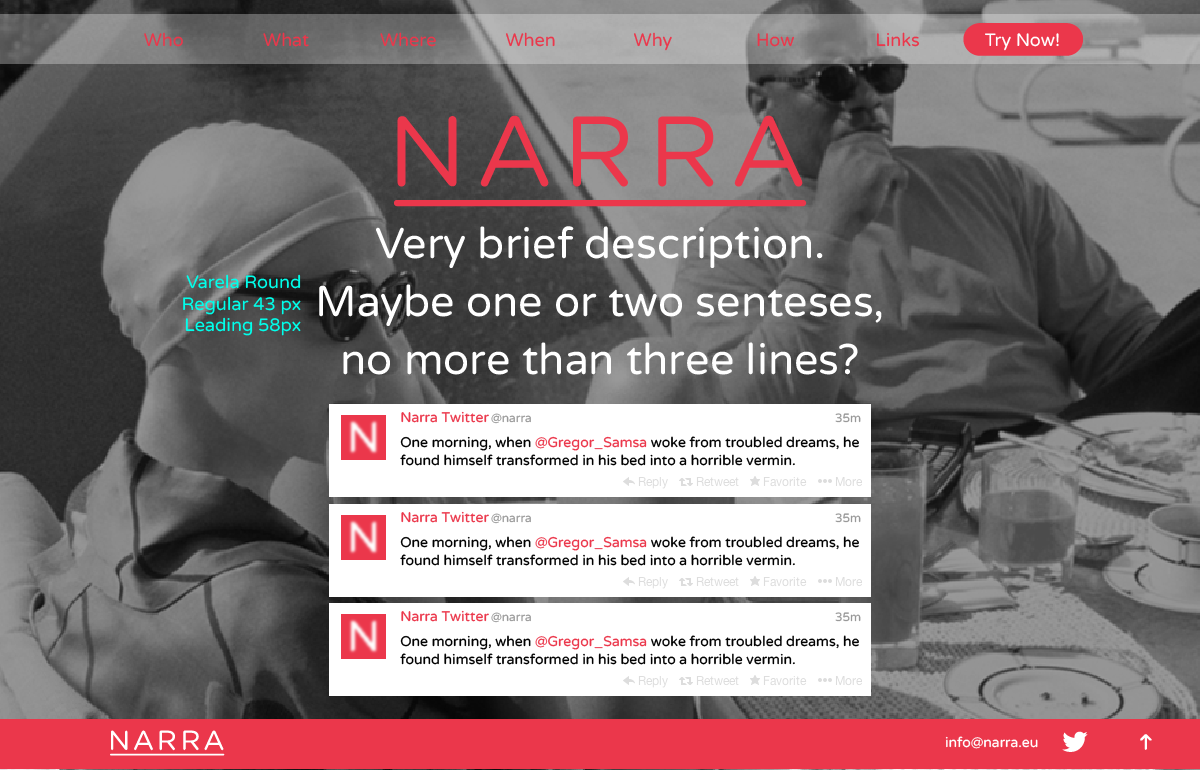 Who What Where When Why How Links Try Now!
NARRA
Very brief description.
Varela Round
Regular 43 px
Leading 58px
Maybe one or two senteses,
no more than three lines?
N
Narra Twitter @narra 35m
One morning, when @Gregor_Samsa woke from troubled dreams, he
found himself transformed in his bed into a horrible vermin.
Reply Retweet Favorite More
N
Narra Twitter @narra 35m
One morning, when @Gregor_Samsa woke from troubled dreams, he
found himself transformed in his bed into a horrible vermin.
Reply Retweet Favorite More
N
Narra Twitter @narra 35m
One morning, when @Gregor_Samsa woke from troubled dreams, he
found himself transformed in his bed into a horrible vermin.
Reply Retweet Favorite More
NARRA info@narra.eu